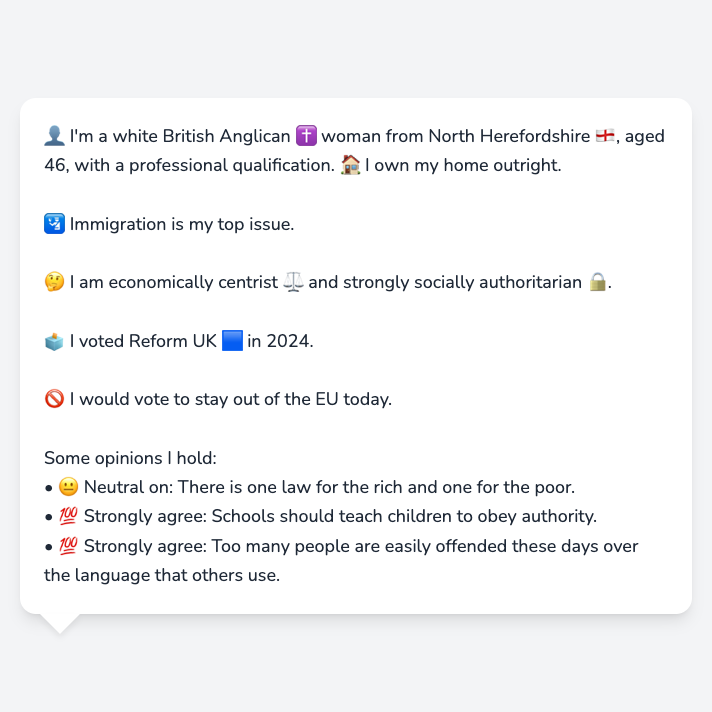 👤 I'm a white British Anglican ✝️ woman from North Herefordshire 🏴󠁧󠁢󠁥󠁮󠁧󠁿, aged
46, with a professional qualification. 🏠 I own my home outright.
🛂 Immigration is my top issue.
🤔 I am economically centrist ⚖️ and strongly socially authoritarian 🔒.
🗳️ I voted Reform UK 🟦 in 2024.
🚫 I would vote to stay out of the EU today.
Some opinions I hold:
• 😐 Neutral on: There is one law for the rich and one for the poor.
• 💯 Strongly agree: Schools should teach children to obey authority.
• 💯 Strongly agree: Too many people are easily offended these days over
the language that others use.